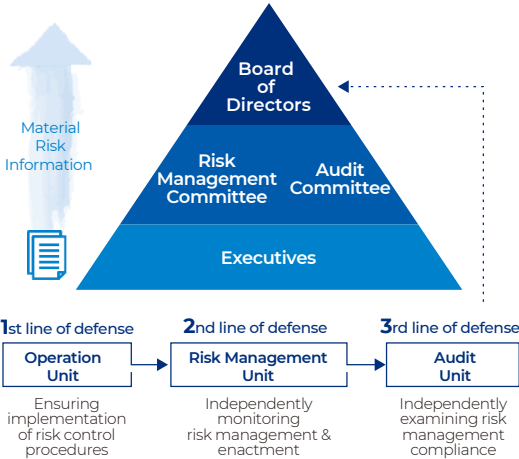 Board
of
Directors
Material
Risk
Information
Risk
Management
Committee
Audit
Committee
Executives
1st line of defense
2nd line of defense
3rd line of defense
Operation
Unit
Risk Management
Unit
Audit
Unit
Ensuring
implementation
of risk control
procedures
Independently
monitoring
risk management &
enactment
Independently
examining risk
management
compliance